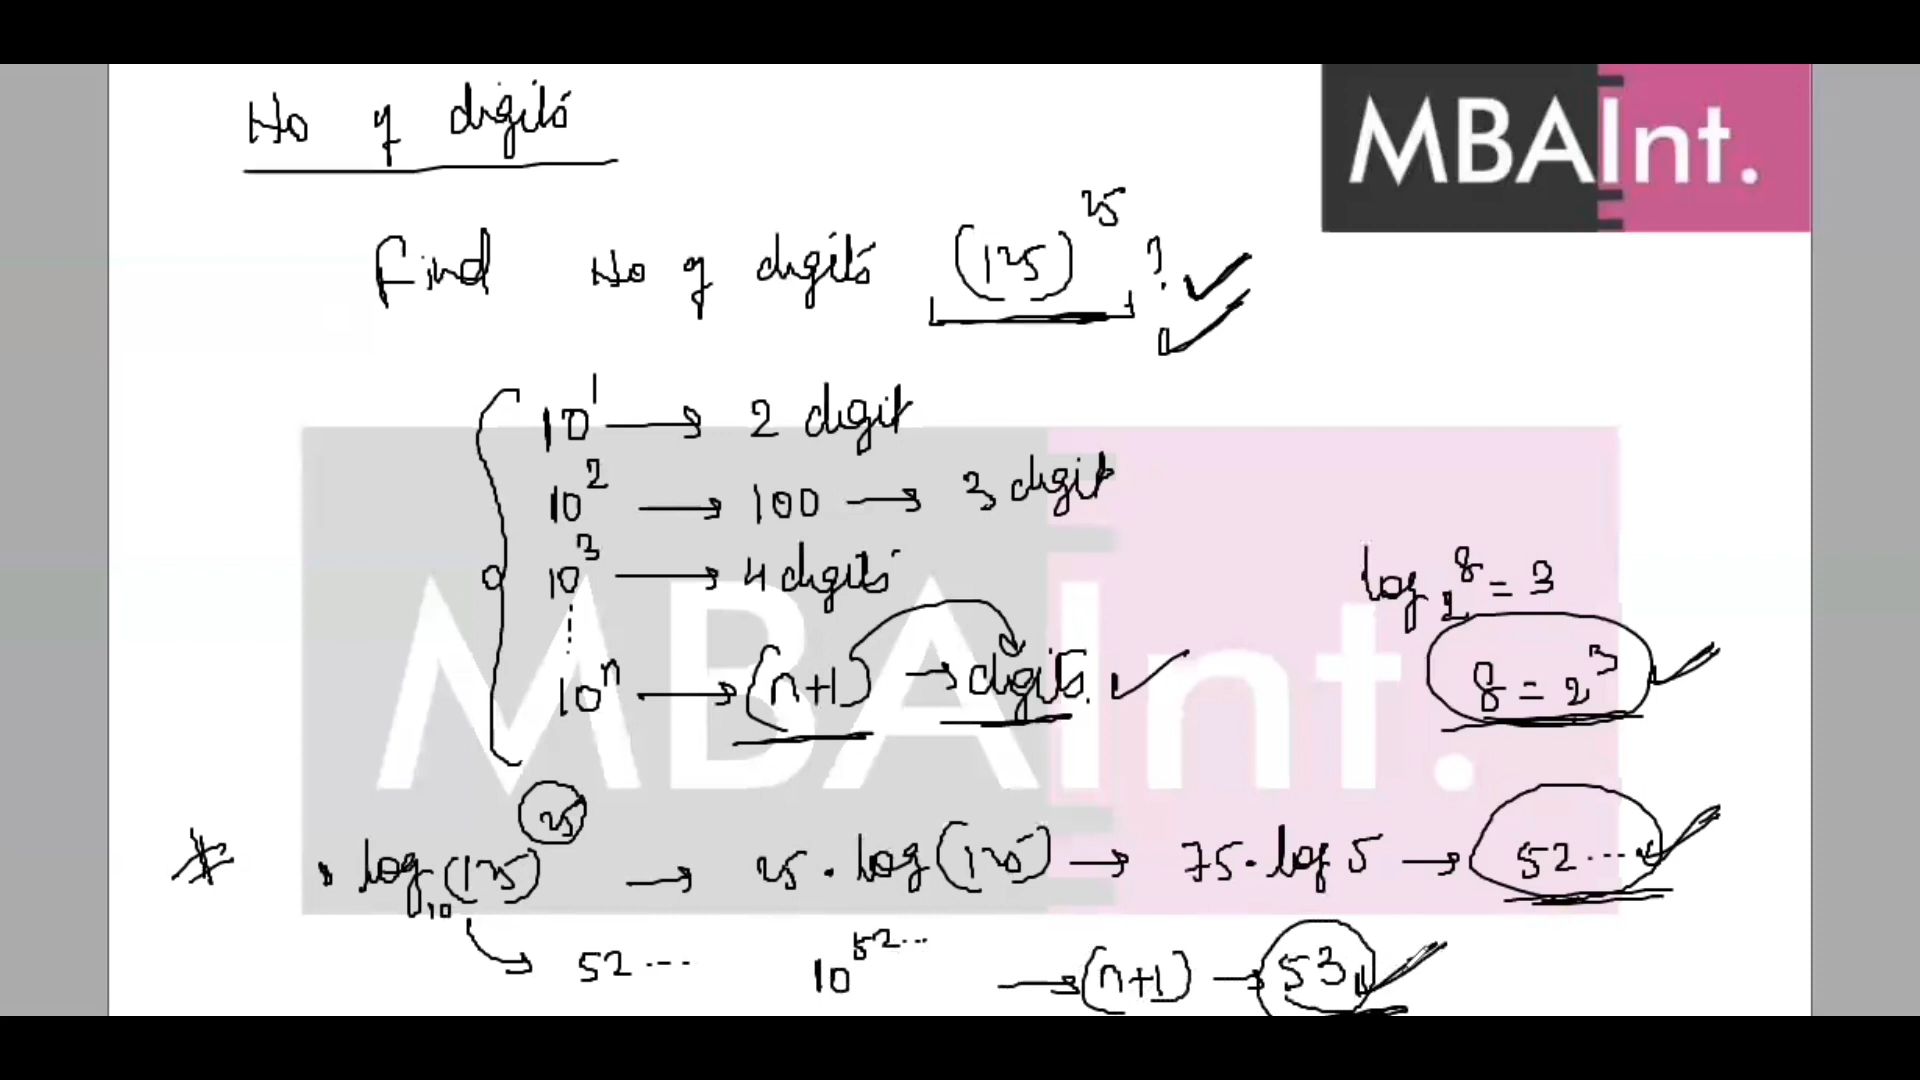 No of digits
MBAInt.
Find No of digits (125)^25 ?
10^1 → 2 digit
10^2 → 100 → 3 digit
10^3 → 4 digits
log_2 8 = 3
10^n → (n+1) → digits.
8 = 2^3
MBAInt.
log_10 (125)^25 → 25 · log (125) → 75 · log 5 → 52...
52... 10^52... → (n+1) → 53